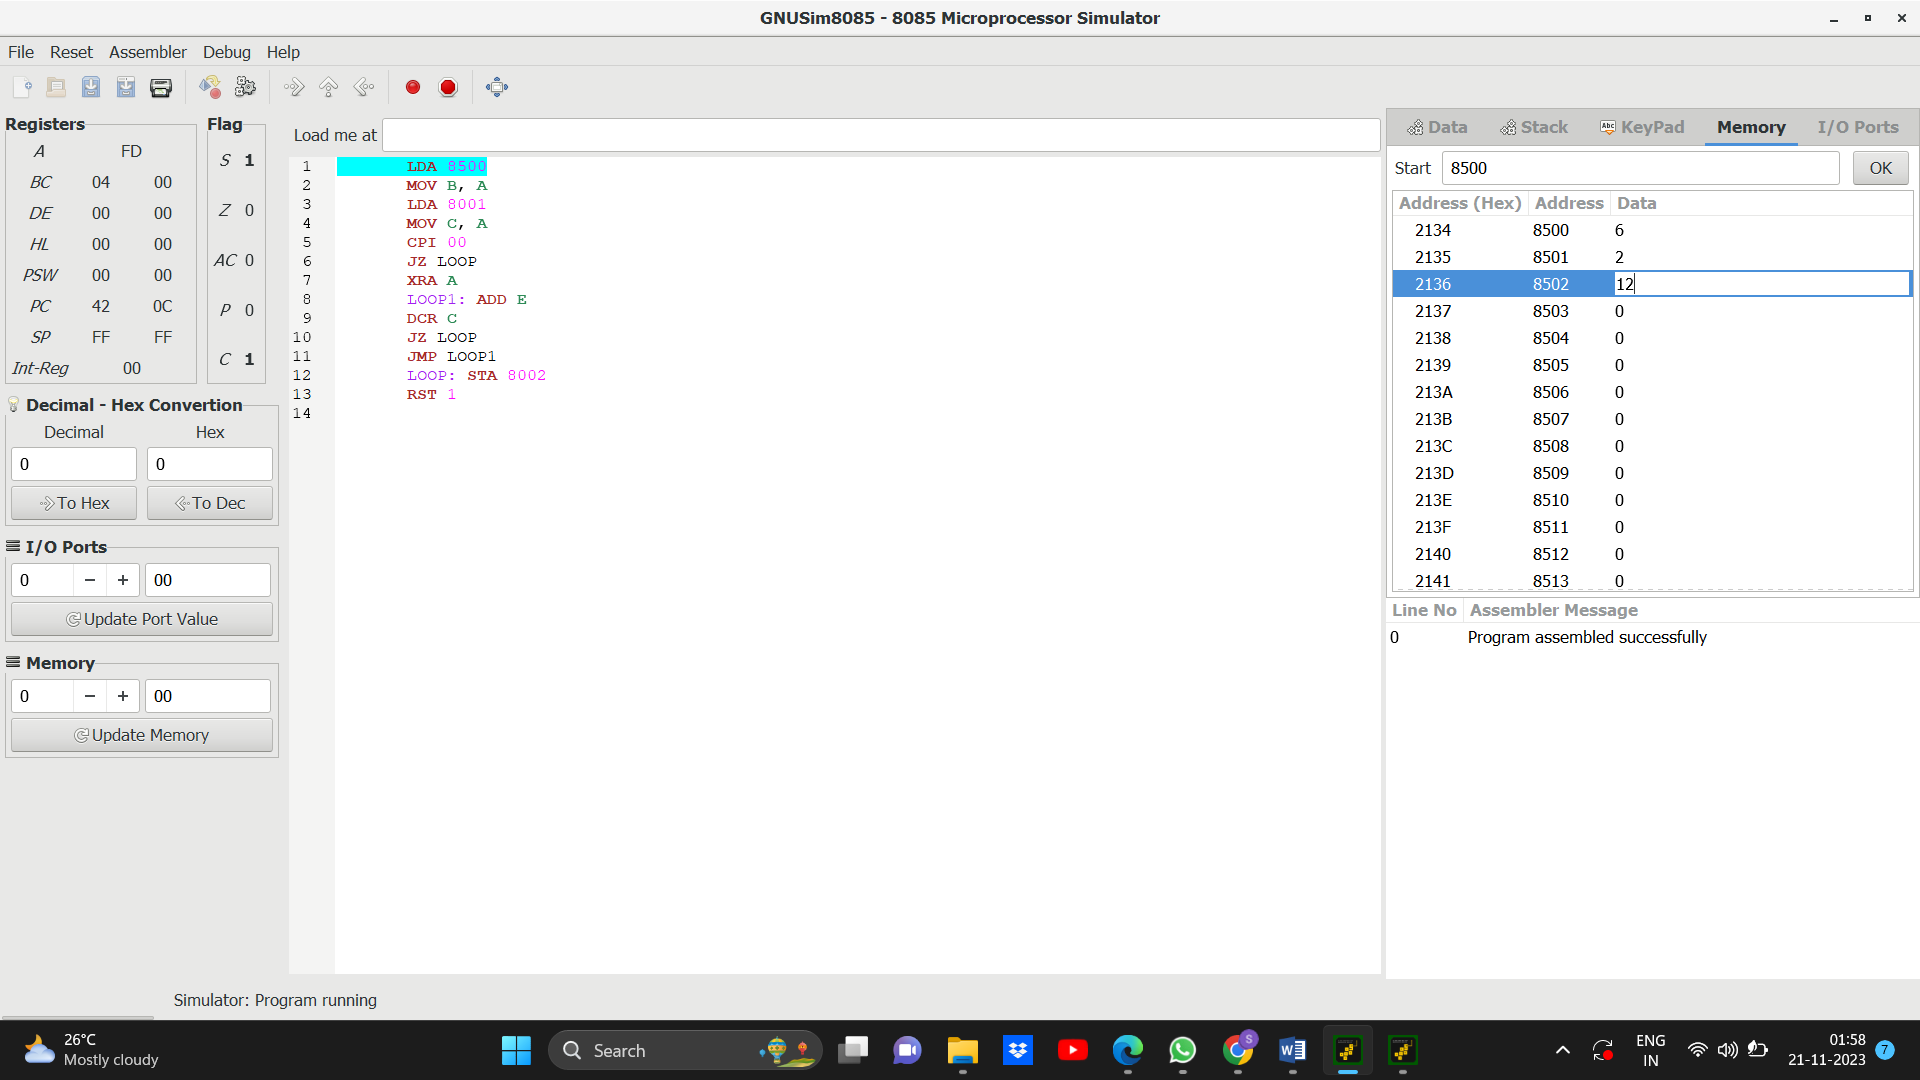 GNUSim8085 - 8085 Microprocessor Simulator
File Reset Assembler Debug Help
Registers
A FD
BC 04 00
DE 00 00
HL 00 00
PSW 00 00
PC 42 0C
SP FF FF
Int-Reg 00
Flag
S 1
Z 0
AC 0
P 0
C 1
Decimal - Hex Convertion
Decimal Hex
0 0
To Hex To Dec
I/O Ports
0 − + 00
Update Port Value
Memory
0 − + 00
Update Memory
Load me at
1 LDA 8500
2 MOV B, A
3 LDA 8001
4 MOV C, A
5 CPI 00
6 JZ LOOP
7 XRA A
8 LOOP1: ADD E
9 DCR C
10 JZ LOOP
11 JMP LOOP1
12 LOOP: STA 8002
13 RST 1
14
Data Stack Abc KeyPad Memory I/O Ports
Start 8500 OK
Address (Hex) Address Data
2134 8500 6
2135 8501 2
2136 8502 12
2137 8503 0
2138 8504 0
2139 8505 0
213A 8506 0
213B 8507 0
213C 8508 0
213D 8509 0
213E 8510 0
213F 8511 0
2140 8512 0
2141 8513 0
Line No Assembler Message
0 Program assembled successfully
Simulator: Program running
26°C
Mostly cloudy
Search
S
W
ENG
IN
01:58
21-11-2023
7